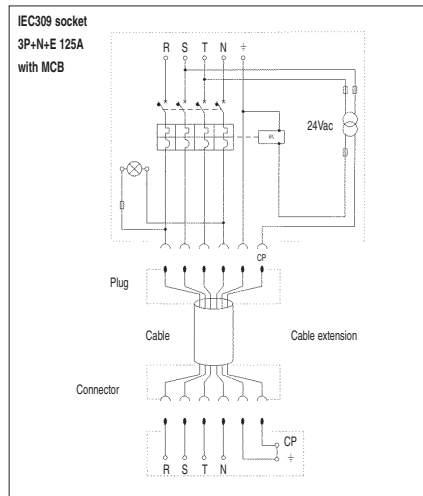 IEC309 socket
3P+N+E 125A
with MCB
R S T N ⏚
24Vac
CP
Plug
Cable
Cable extension
Connector
CP
⏚
R S T N